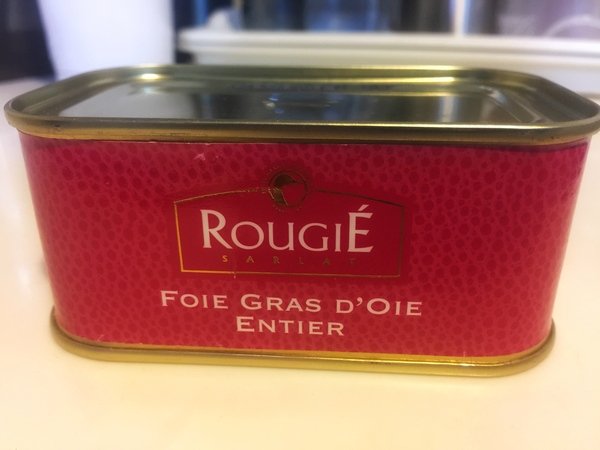 ROUGIÉ
SARLAT
FOIE GRAS D'OIE
ENTIER